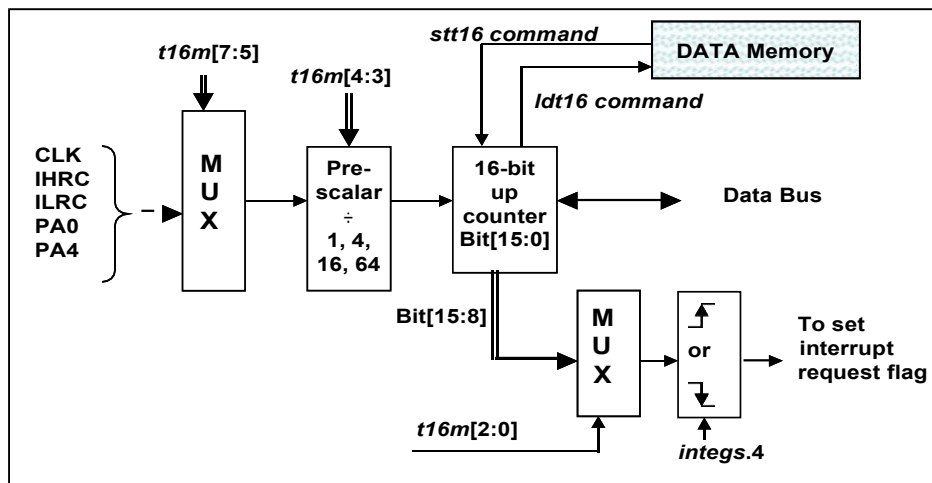 stt16 command
DATA Memory
t16m[7:5]
t16m[4:3]
ldt16 command
CLK
IHRC
ILRC
PA0
PA4
M
U
X
Pre-
scalar
÷
1, 4,
16, 64
16-bit
up
counter
Bit[15:0]
Data Bus
Bit[15:8]
M
U
X
or
To set
interrupt
request flag
t16m[2:0]
integs.4